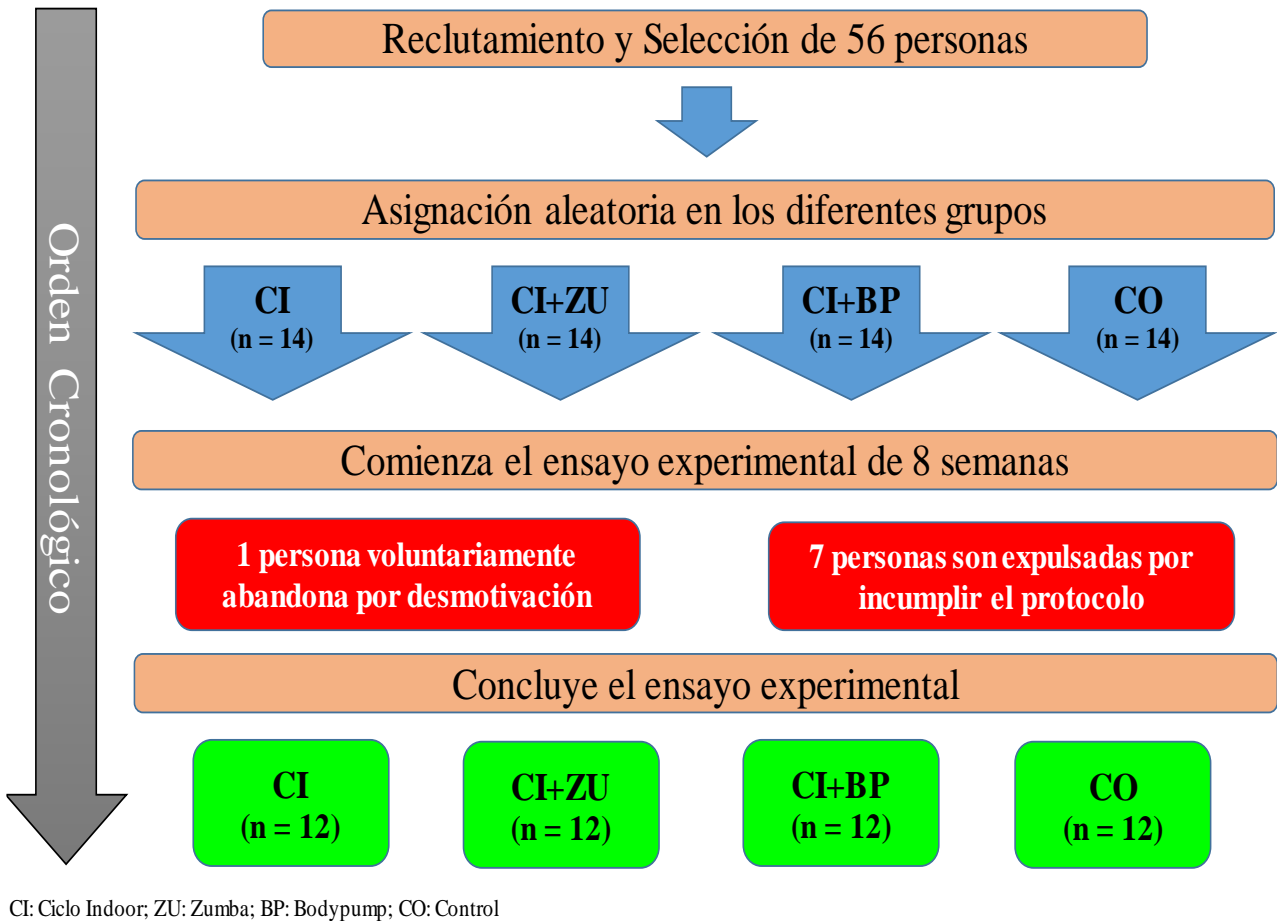 Reclutamiento y Selección de 56 personas
Asignación aleatoria en los diferentes grupos
Orden Cronológico
CI
(n = 14)
CI+ZU
(n = 14)
CI+BP
(n = 14)
CO
(n = 14)
Comienza el ensayo experimental de 8 semanas
1 persona voluntariamente
abandona por desmotivación
7 personas son expulsadas por
incumplir el protocolo
Concluye el ensayo experimental
CI
(n = 12)
CI+ZU
(n = 12)
CI+BP
(n = 12)
CO
(n = 12)
CI: Ciclo Indoor; ZU: Zumba; BP: Bodypump; CO: Control